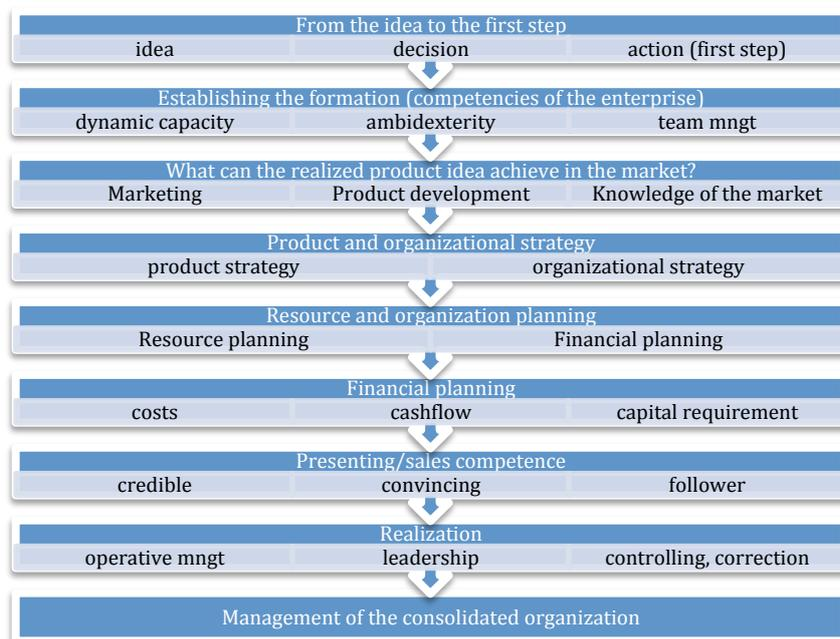 From the idea to the first step
idea decision action (first step)
Establishing the formation (competencies of the enterprise)
dynamic capacity ambidexterity team mngt
What can the realized product idea achieve in the market?
Marketing Product development Knowledge of the market
Product and organizational strategy
product strategy organizational strategy
Resource and organization planning
Resource planning Financial planning
Financial planning
costs cashflow capital requirement
Presenting/sales competence
credible convincing follower
Realization
operative mngt leadership controlling, correction
Management of the consolidated organization